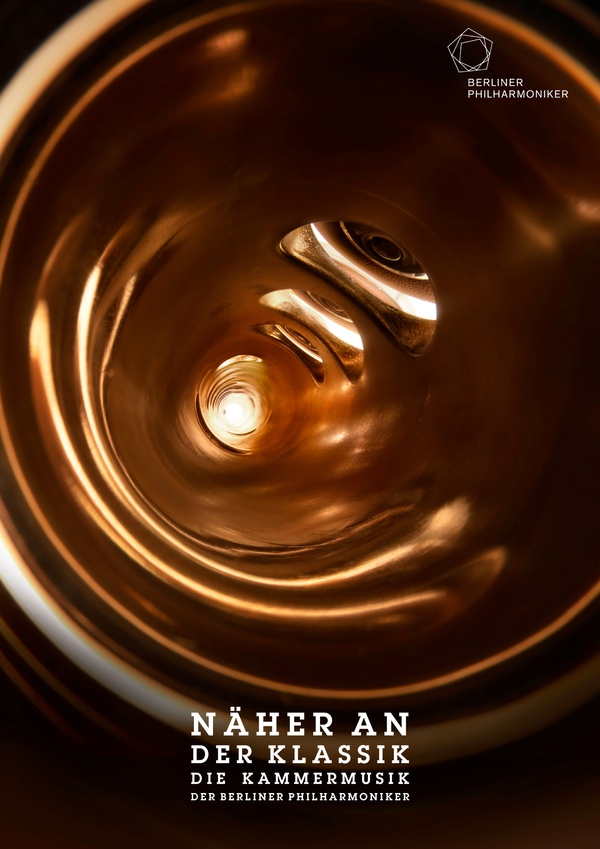 BERLINER
PHILHARMONIKER
NÄHER AN
DER KLASSIK
DIE KAMMERMUSIK
DER BERLINER PHILHARMONIKER